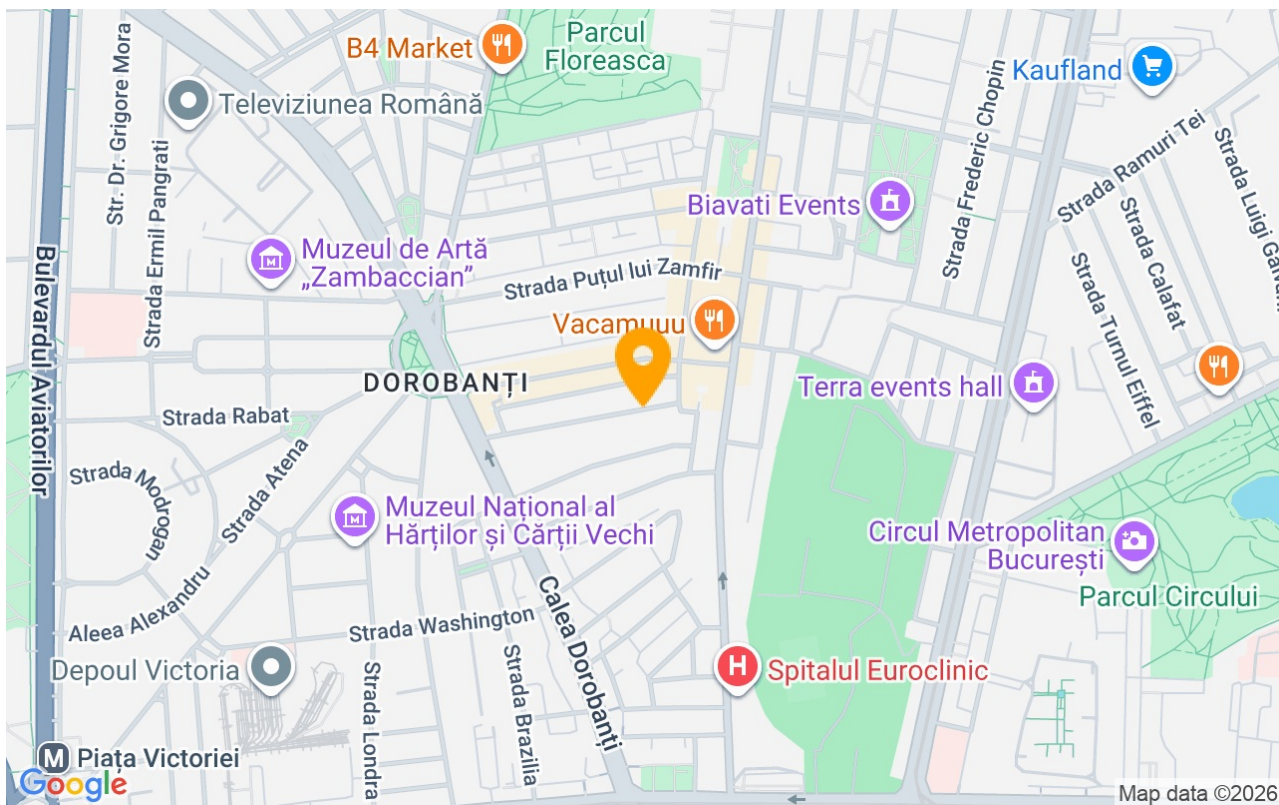 B4 Market
Parcul
Floreasca
Kaufland
Televiziunea Română
Str. Dr. Grigore Mora
Strada Ermil Pangrati
Strada Frederic Chopin
Strada Ramuri Tei
Strada Luigi Galvani
Biavati Events
Muzeul de Artă
„Zambaccian”
Strada Puțul lui Zamfir
Strada Calafat
Strada Turnul Eiffel
Bulevardul Aviatorilor
Vacamuuu
DOROBANȚI
Terra events hall
Strada Rabat
Strada Atena
Strada Modrogan
Muzeul Național al
Hărților și Cărții Vechi
Circul Metropolitan
București
Parcul Circului
Aleea Alexandru
Strada Washington
Calea Dorobanți
Depoul Victoria
Strada Londra
Strada Brazilia
H
Spitalul Euroclinic
M
Piața Victoriei
Google
Map data ©2026